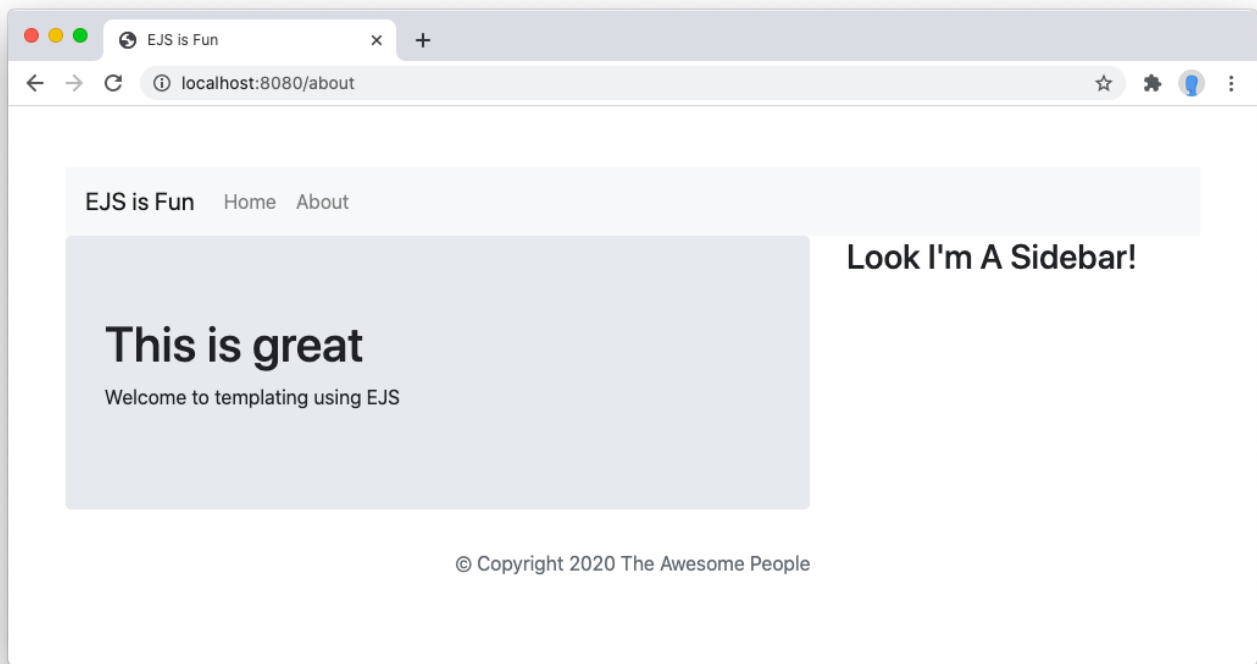 EJS is Fun
localhost:8080/about
EJS is Fun Home About
Look I'm A Sidebar!
This is great
Welcome to templating using EJS
© Copyright 2020 The Awesome People